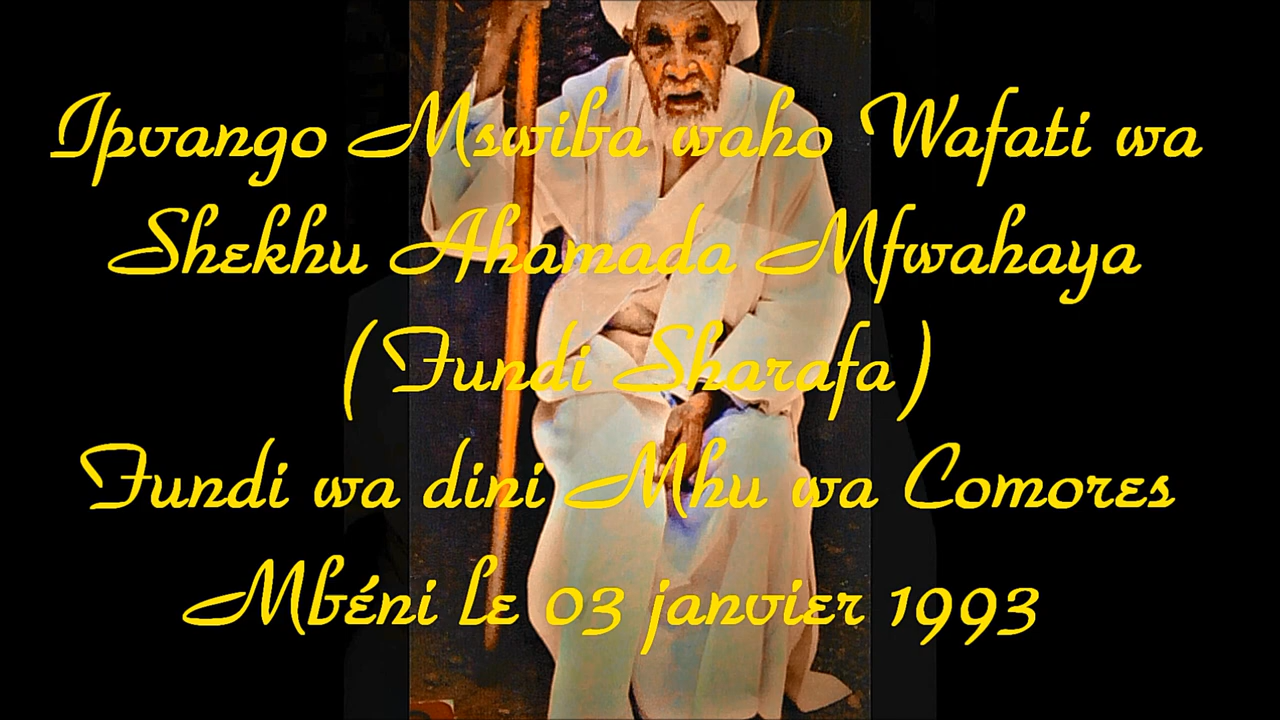 Ipvango Mswiba waho Wafati wa
Shekhu Ahamada Mfwahaya
(Fundi Sharafa)
Fundi wa dini Mhu wa Comores
Mbéni le 03 janvier 1993